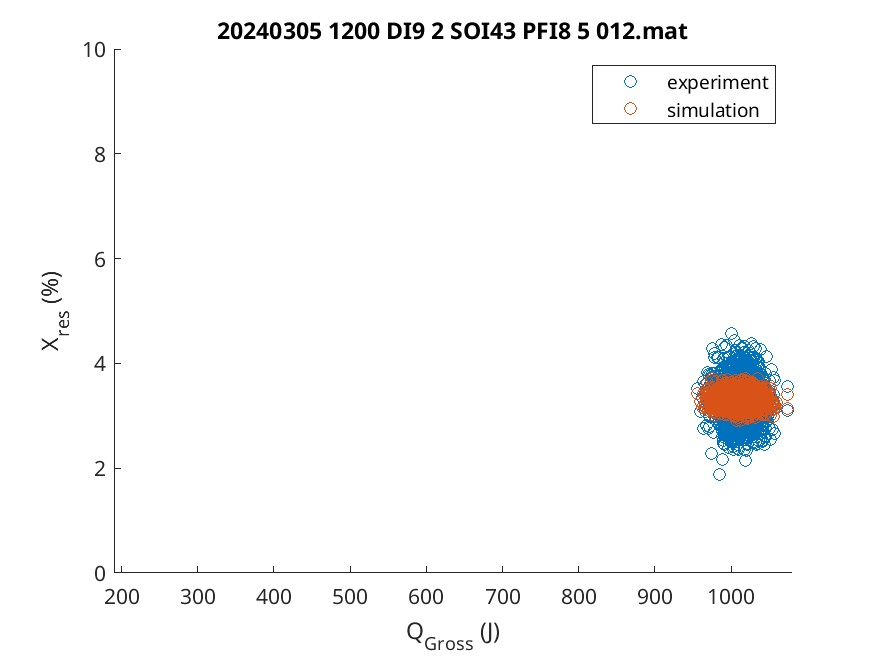 20240305 1200 DI9 2 SOI43 PFI8 5 012.mat
10
8
6
4
2
0
X_res (%)
experiment
simulation
200 300 400 500 600 700 800 900 1000
Q_Gross (J)